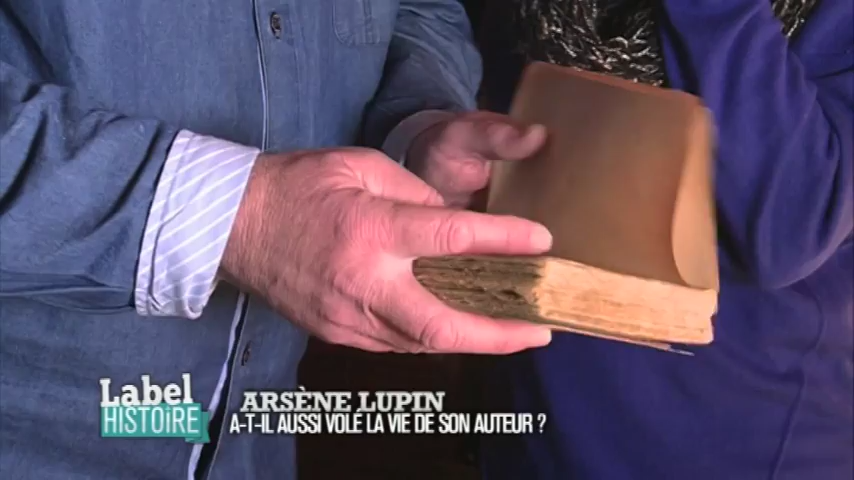 Label
HISTOIRE
ARSÈNE LUPIN
A-T-IL AUSSI VOLÉ LA VIE DE SON AUTEUR ?